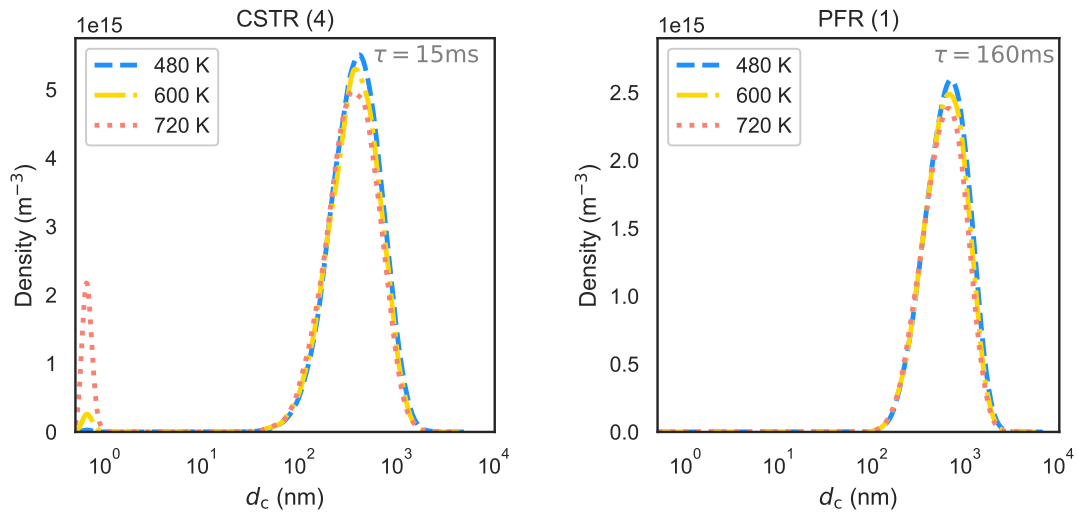 CSTR (4)
1e15
τ = 15ms
480 K
600 K
720 K
Density (m⁻³)
5
4
3
2
1
0
10⁰
10¹
10²
10³
10⁴
d_c (nm)
PFR (1)
1e15
τ = 160ms
480 K
600 K
720 K
Density (m⁻³)
2.5
2.0
1.5
1.0
0.5
0.0
10⁰
10¹
10²
10³
10⁴
d_c (nm)